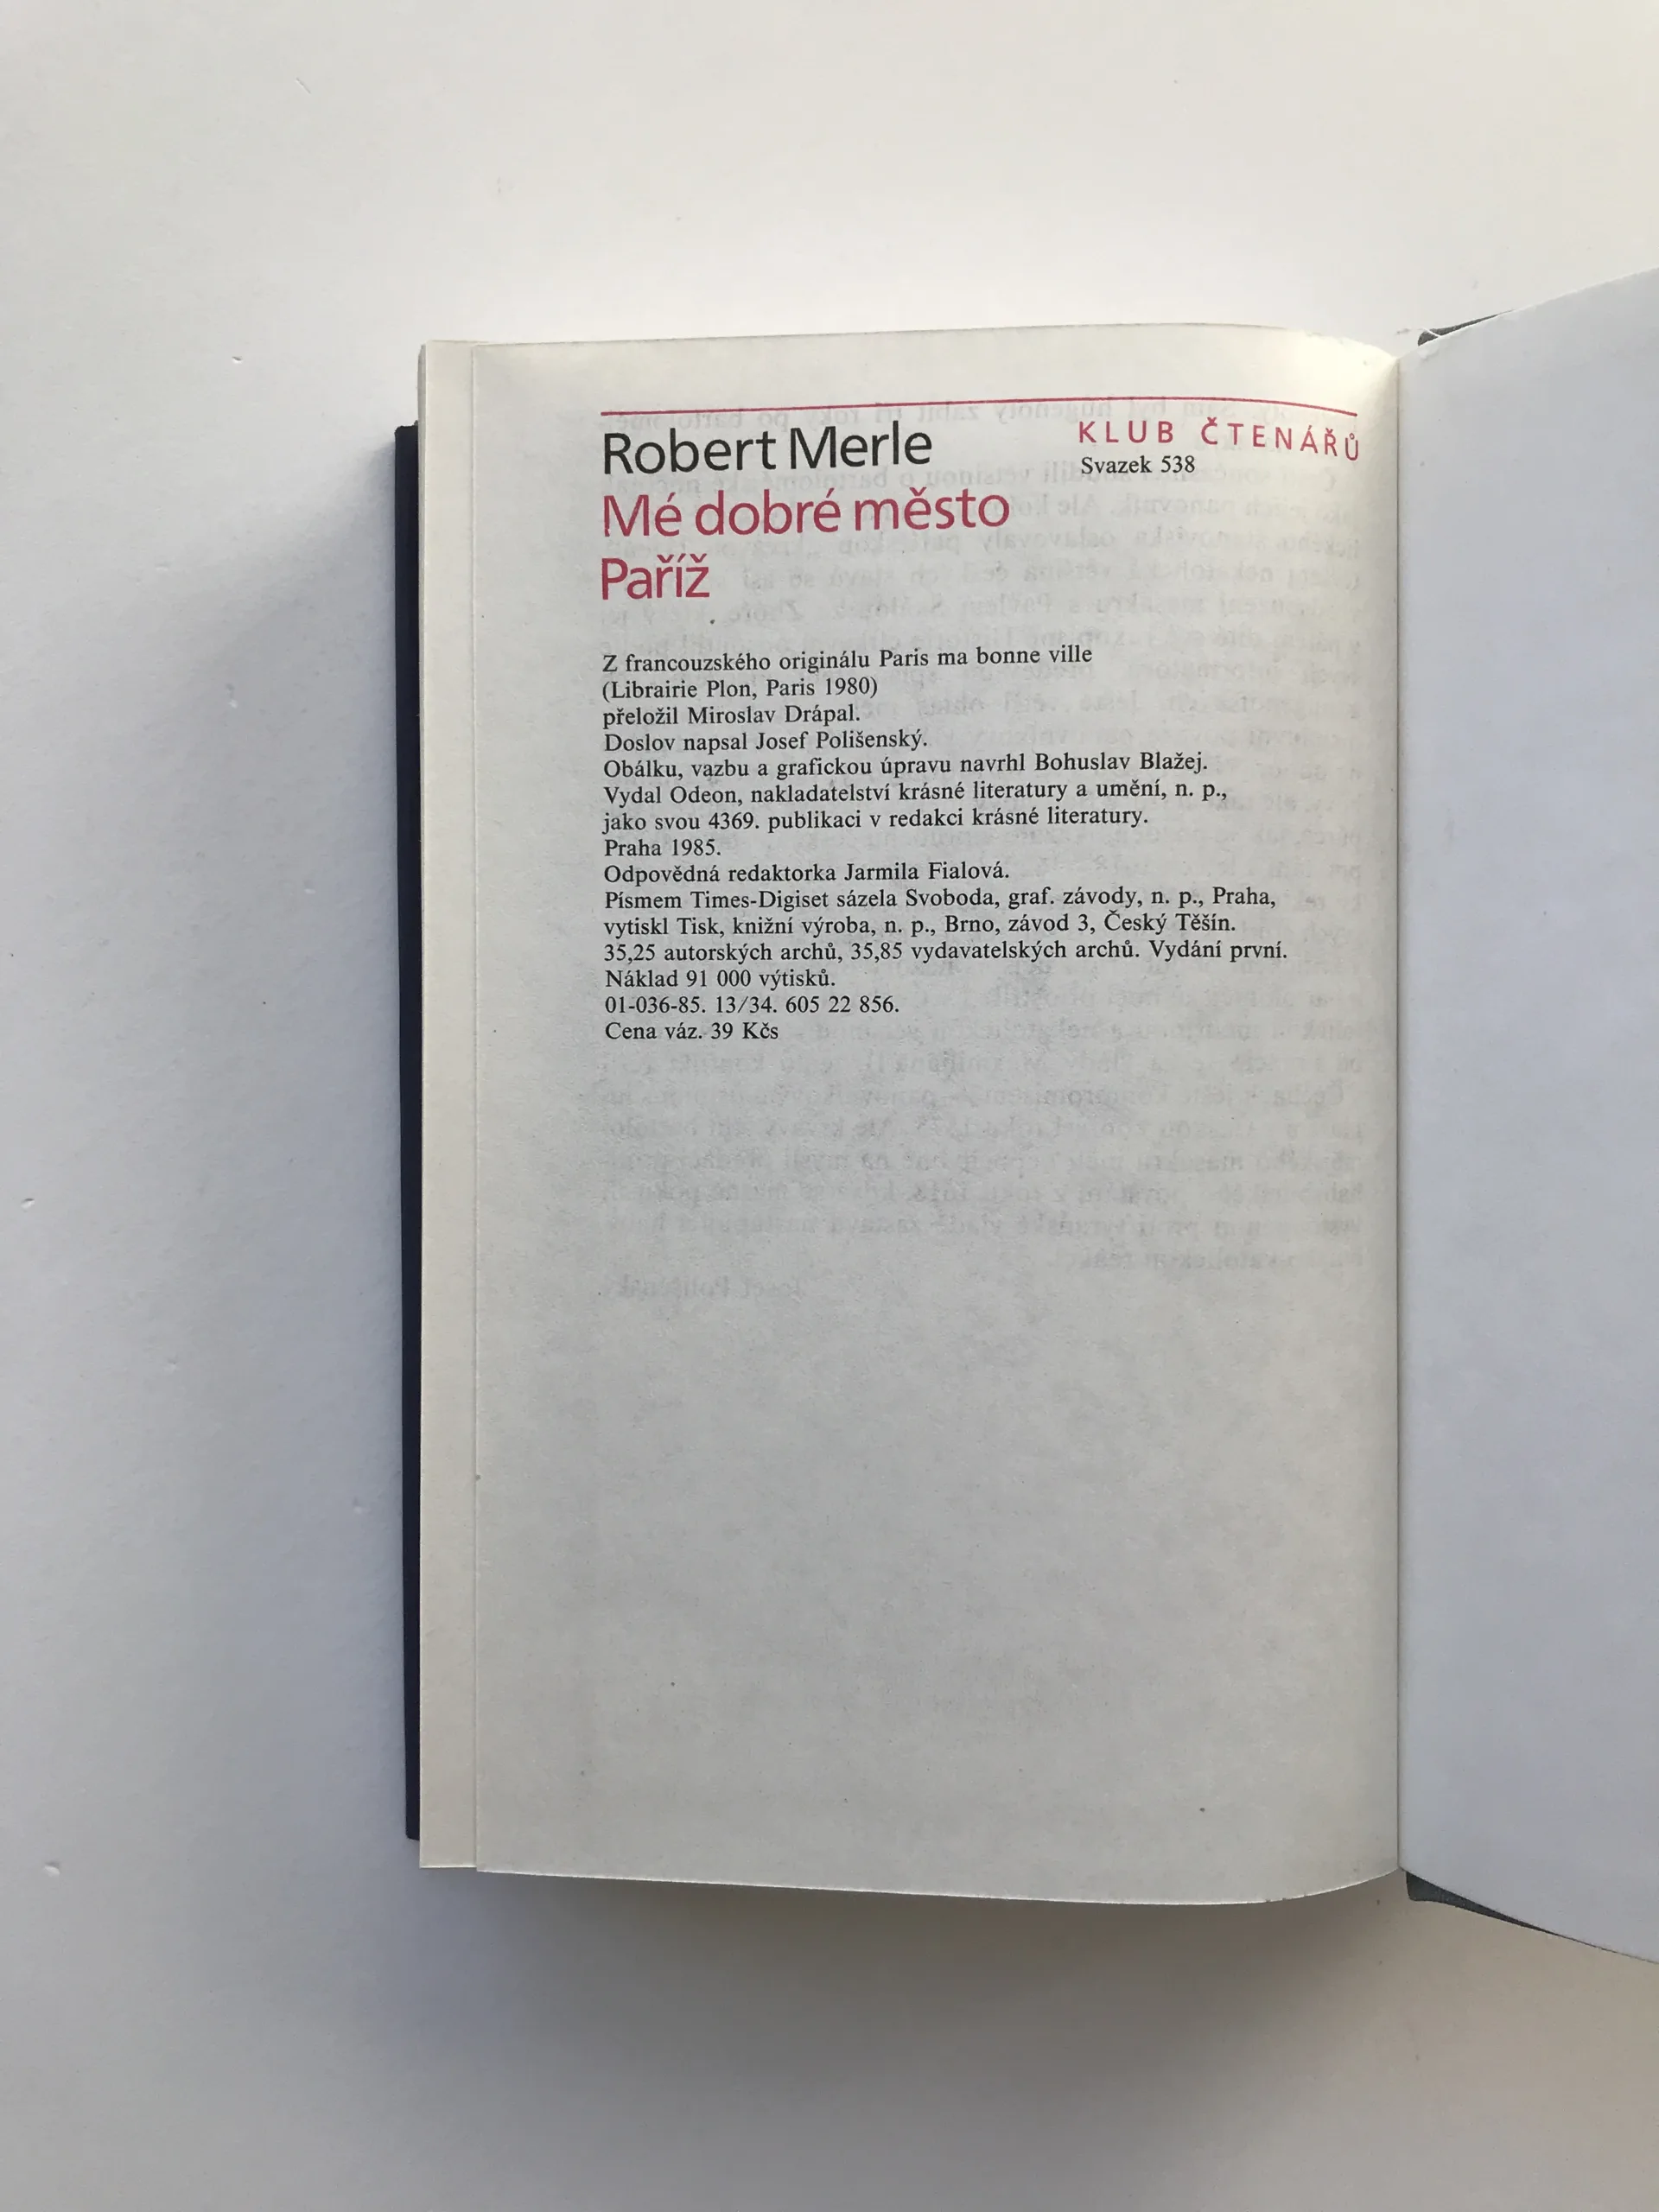 Robert Merle
Mé dobré město
Paříž
KLUB ČTENÁŘŮ
Svazek 538
Z francouzského originálu Paris ma bonne ville
(Librairie Plon, Paris 1980)
přeložil Miroslav Drápal.
Doslov napsal Josef Polišenský.
Obálku, vazbu a grafickou úpravu navrhl Bohuslav Blažej.
Vydal Odeon, nakladatelství krásné literatury a umění, n. p.,
jako svou 4369. publikaci v redakci krásné literatury.
Praha 1985.
Odpovědná redaktorka Jarmila Fialová.
Písmem Times-Digiset sázela Svoboda, graf. závody, n. p., Praha,
vytiskl Tisk, knižní výroba, n. p., Brno, závod 3, Český Těšín.
35,25 autorských archů, 35,85 vydavatelských archů. Vydání první.
Náklad 91 000 výtisků.
01-036-85. 13/34. 605 22 856.
Cena váz. 39 Kčs